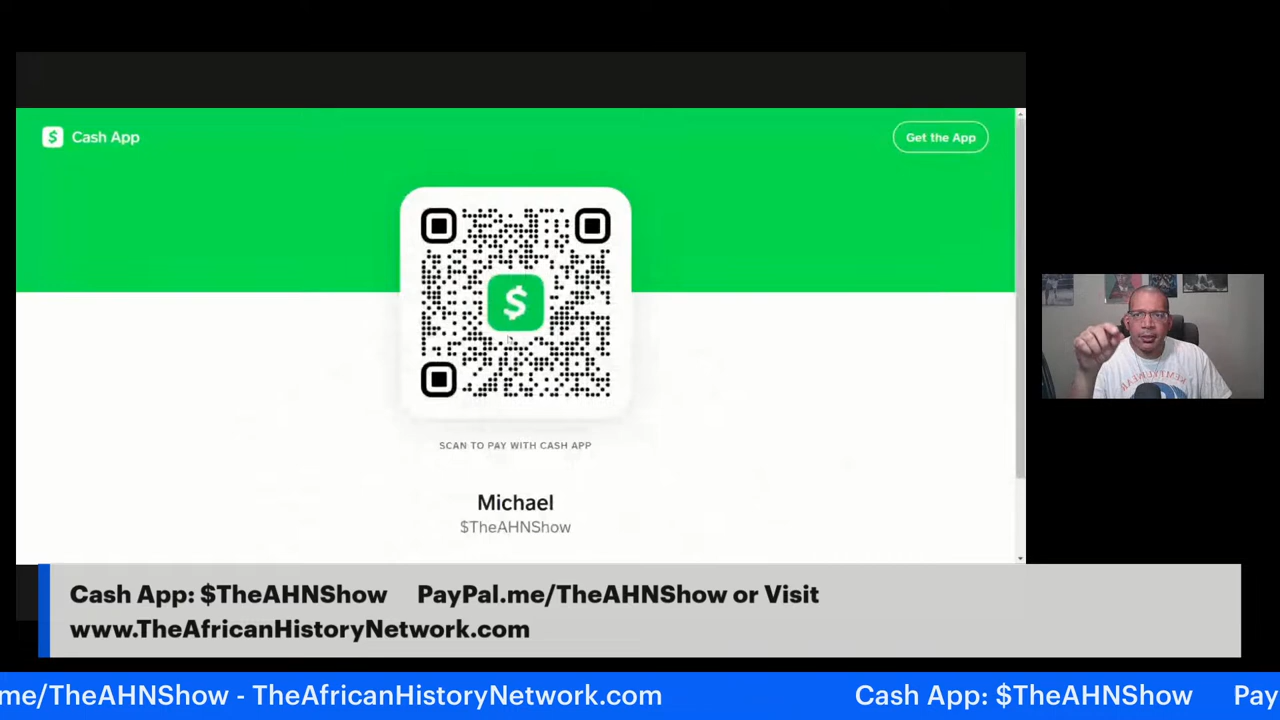 Cash App
Get the App
SCAN TO PAY WITH CASH APP
Michael
$TheAHNShow
Cash App: $TheAHNShow PayPal.me/TheAHNShow or Visit
www.TheAfricanHistoryNetwork.com
me/TheAHNShow - TheAfricanHistoryNetwork.com Cash App: $TheAHNShow Pay